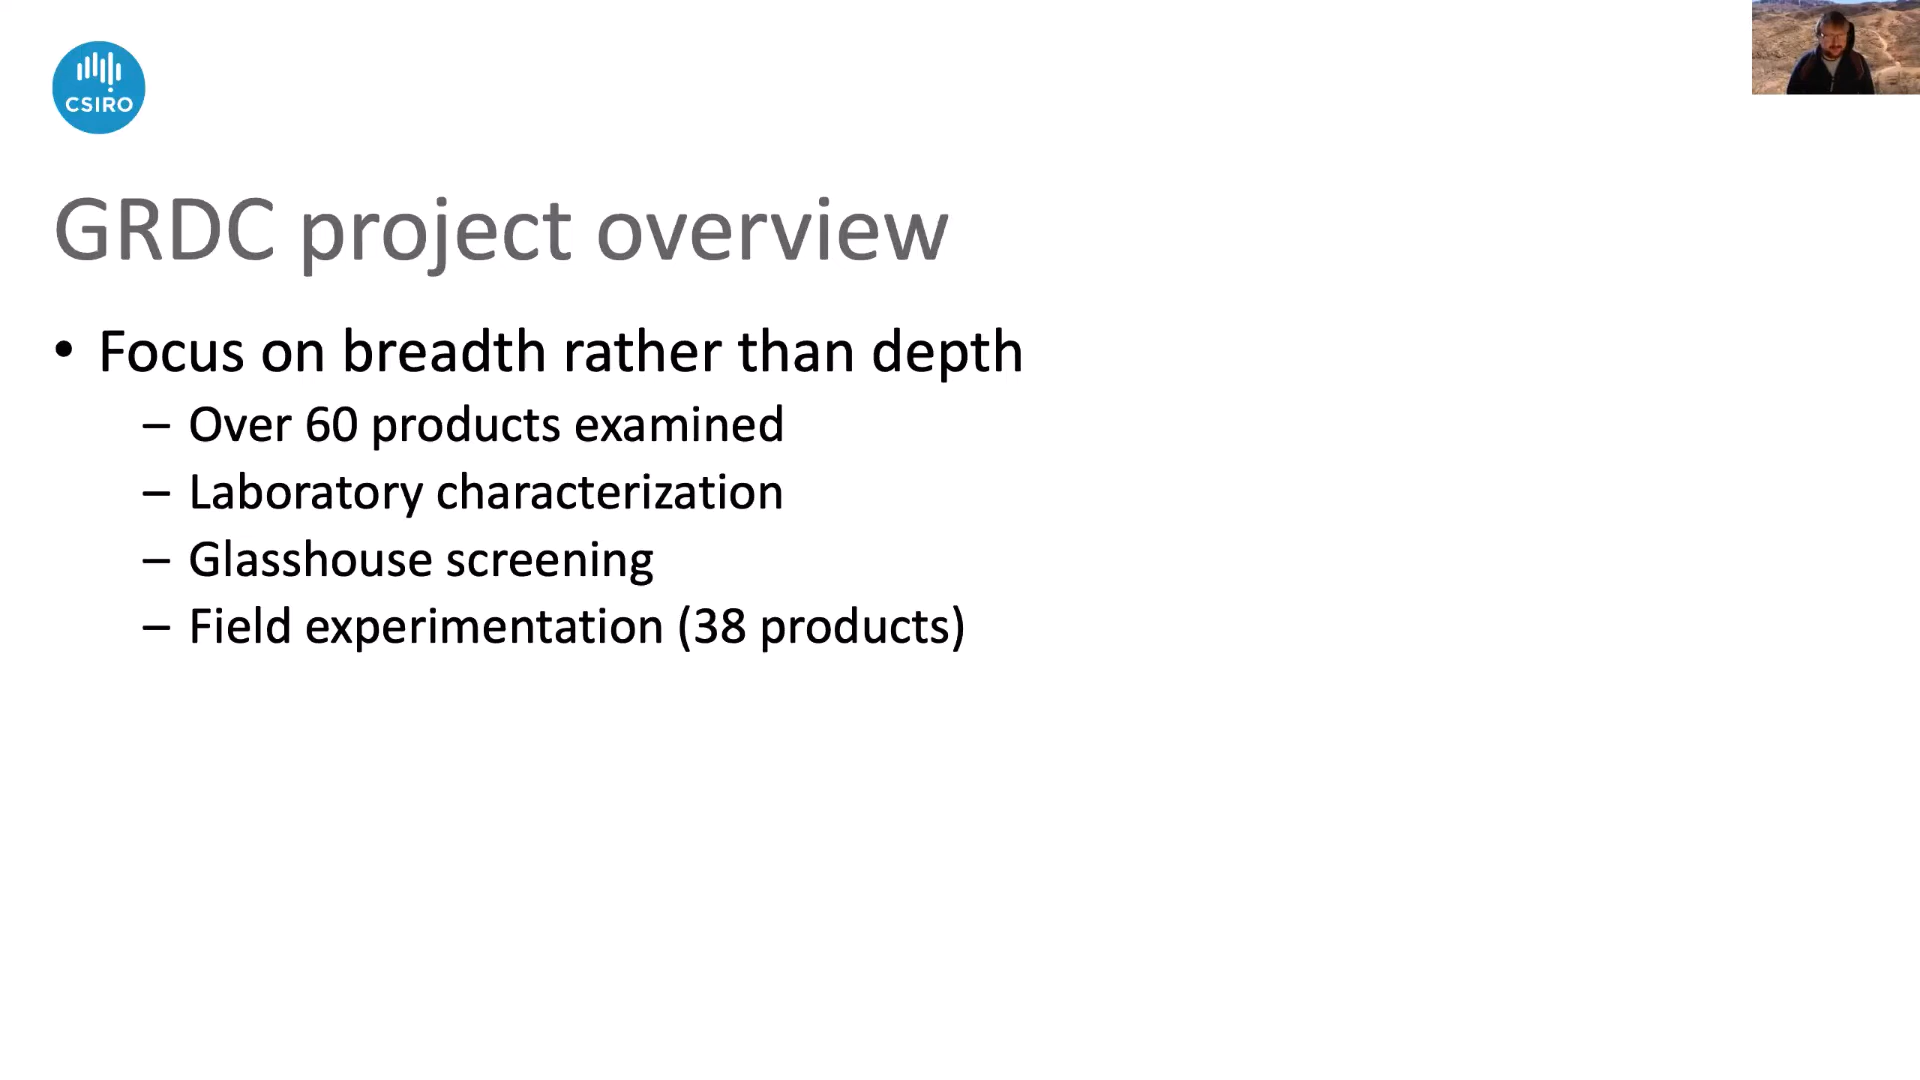 CSIRO
GRDC project overview
• Focus on breadth rather than depth
– Over 60 products examined
– Laboratory characterization
– Glasshouse screening
– Field experimentation (38 products)